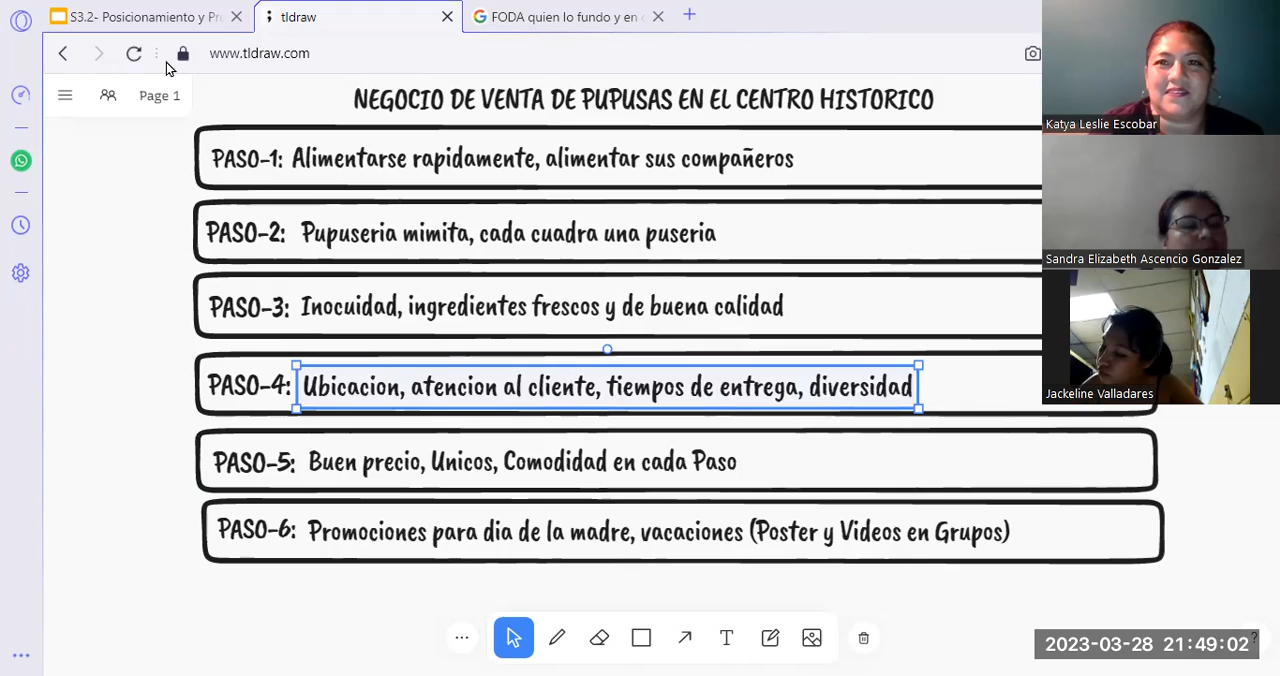 S3.2- Posicionamiento y Pr
tldraw
FODA quien lo fundo y en
www.tldraw.com
Page 1
NEGOCIO DE VENTA DE PUPUSAS EN EL CENTRO HISTORICO
PASO-1: Alimentarse rapidamente, alimentar sus compañeros
PASO-2: Pupuseria mimita, cada cuadra una puseria
PASO-3: Inocuidad, ingredientes frescos y de buena calidad
PASO-4: Ubicacion, atencion al cliente, tiempos de entrega, diversidad
PASO-5: Buen precio, Unicos, Comodidad en cada Paso
PASO-6: Promociones para dia de la madre, vacaciones (Poster y Videos en Grupos)
Katya Leslie Escobar
Sandra Elizabeth Ascencio Gonzalez
Jackeline Valladares
T
2023-03-28 21:49:02
?